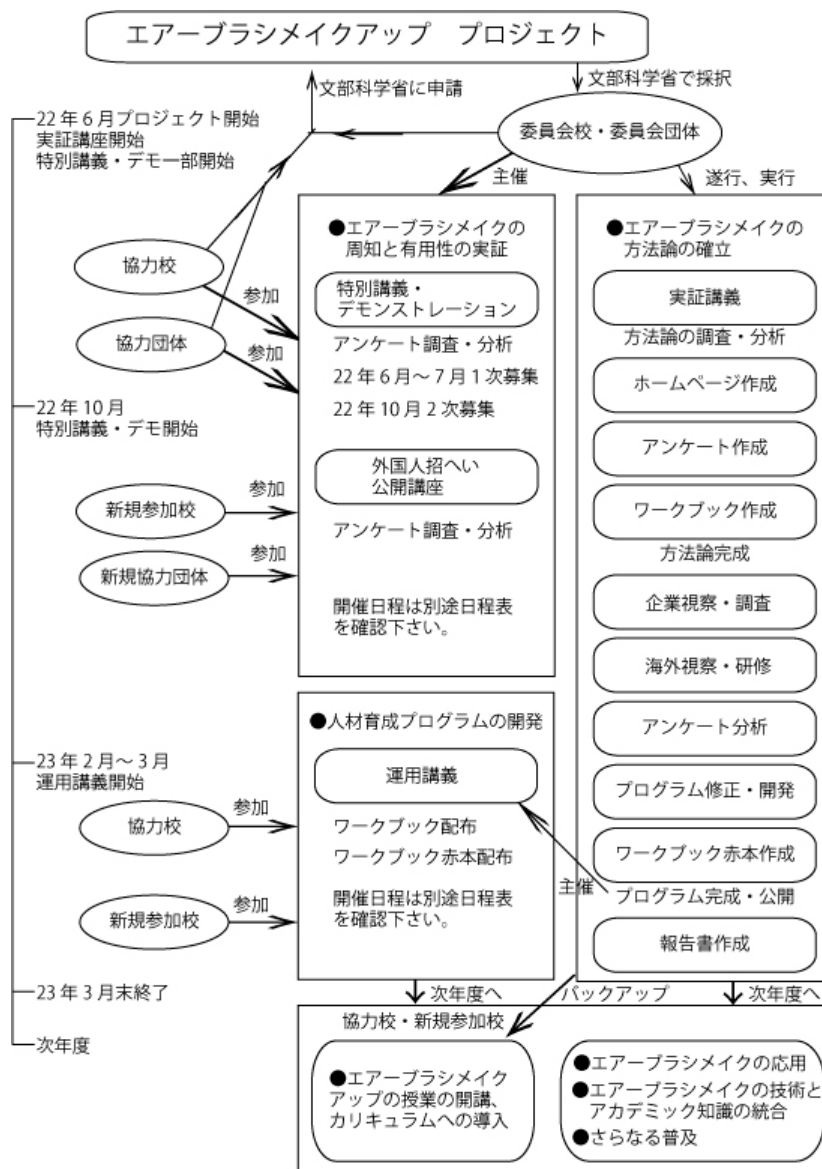 エアーブラシメイクアップ　プロジェクト
文部科学省に申請
文部科学省で採択
22年6月プロジェクト開始
実証講座開始
特別講義・デモ一部開始
委員会校・委員会団体
主催
遂行、実行
●エアーブラシメイクの
周知と有用性の実証
特別講義・
デモンストレーション
アンケート調査・分析
22年6月～7月1次募集
22年10月2次募集
外国人招へい
公開講座
アンケート調査・分析
開催日程は別途日程表
を確認下さい。
協力校
参加
協力団体
参加
22年10月
特別講義・デモ開始
新規参加校
参加
新規協力団体
参加
●エアーブラシメイクの
方法論の確立
実証講義
方法論の調査・分析
ホームページ作成
アンケート作成
ワークブック作成
方法論完成
企業視察・調査
海外視察・研修
アンケート分析
プログラム修正・開発
ワークブック赤本作成
プログラム完成・公開
報告書作成
●人材育成プログラムの開発
運用講義
ワークブック配布
ワークブック赤本配布
開催日程は別途日程表
を確認下さい。
主催
23年2月～3月
運用講義開始
協力校
参加
新規参加校
参加
23年3月末終了
次年度
次年度へ
バックアップ
次年度へ
協力校・新規参加校
●エアーブラシメイク
アップの授業の開講、
カリキュラムへの導入
●エアーブラシメイクの応用
●エアーブラシメイクの技術と
アカデミック知識の統合
●さらなる普及